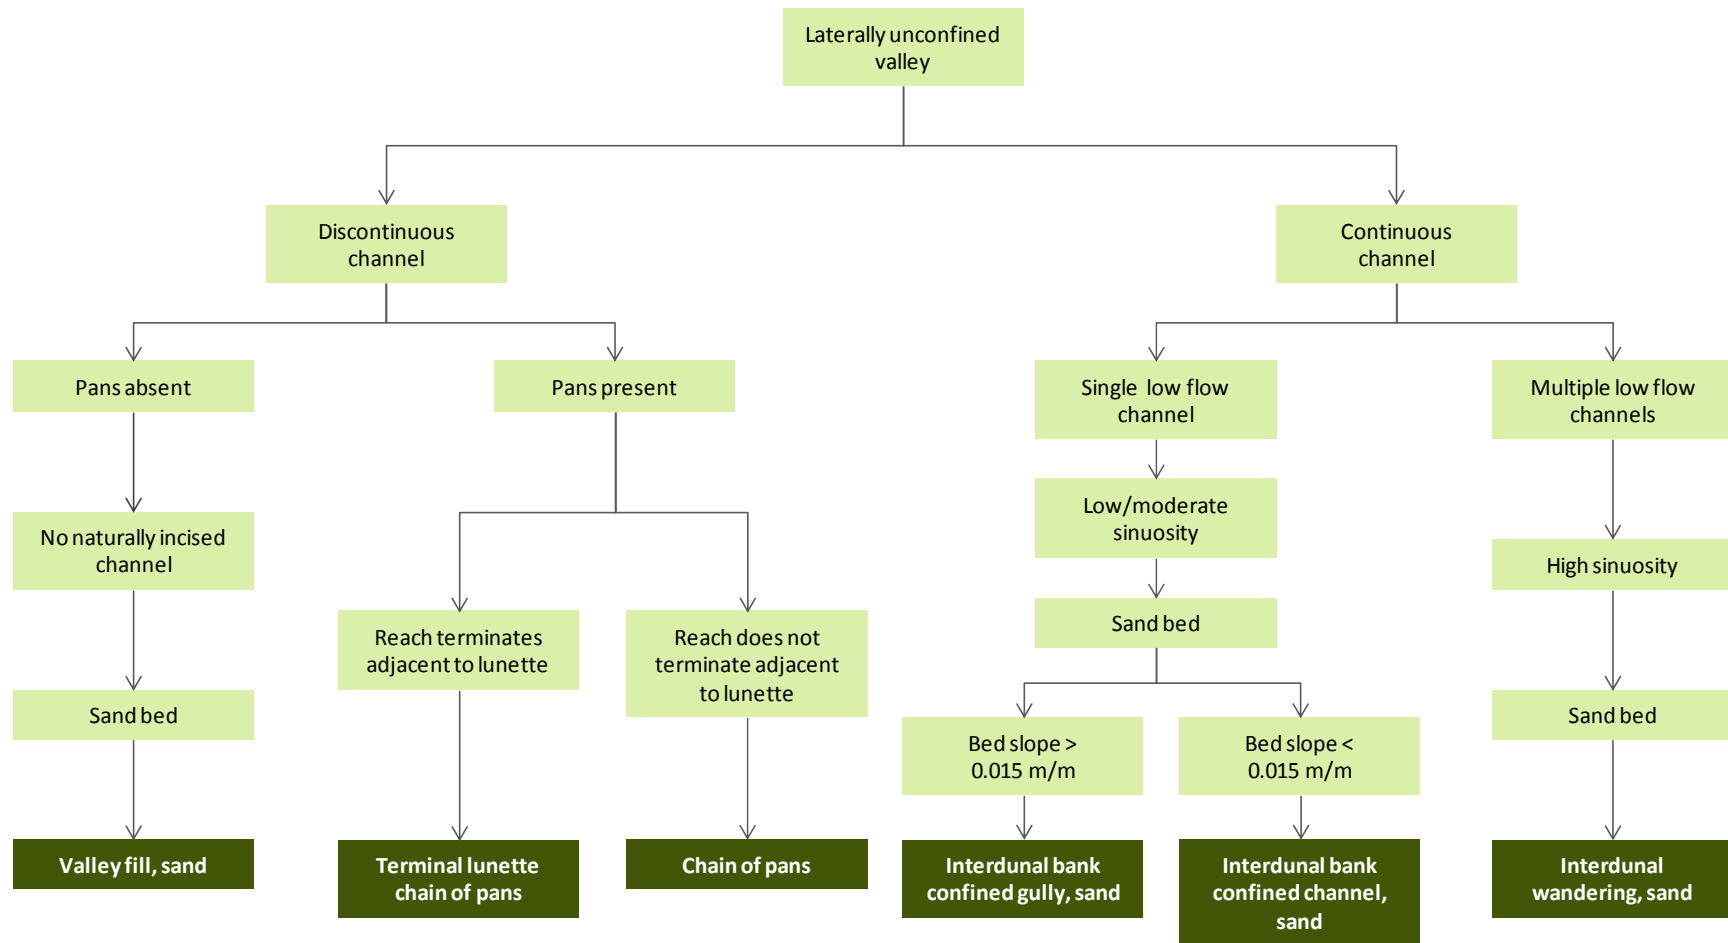 Laterally unconfined
valley
Discontinuous
channel
Continuous
channel
Pans absent
Pans present
Single low flow
channel
Multiple low flow
channels
Low/moderate
sinuosity
No naturally incised
channel
High sinuosity
Reach terminates
adjacent to lunette
Reach does not
terminate adjacent
to lunette
Sand bed
Sand bed
Sand bed
Bed slope >
0.015 m/m
Bed slope <
0.015 m/m
Valley fill, sand
Terminal lunette
chain of pans
Chain of pans
Interdunal bank
confined gully, sand
Interdunal bank
confined channel,
sand
Interdunal
wandering, sand